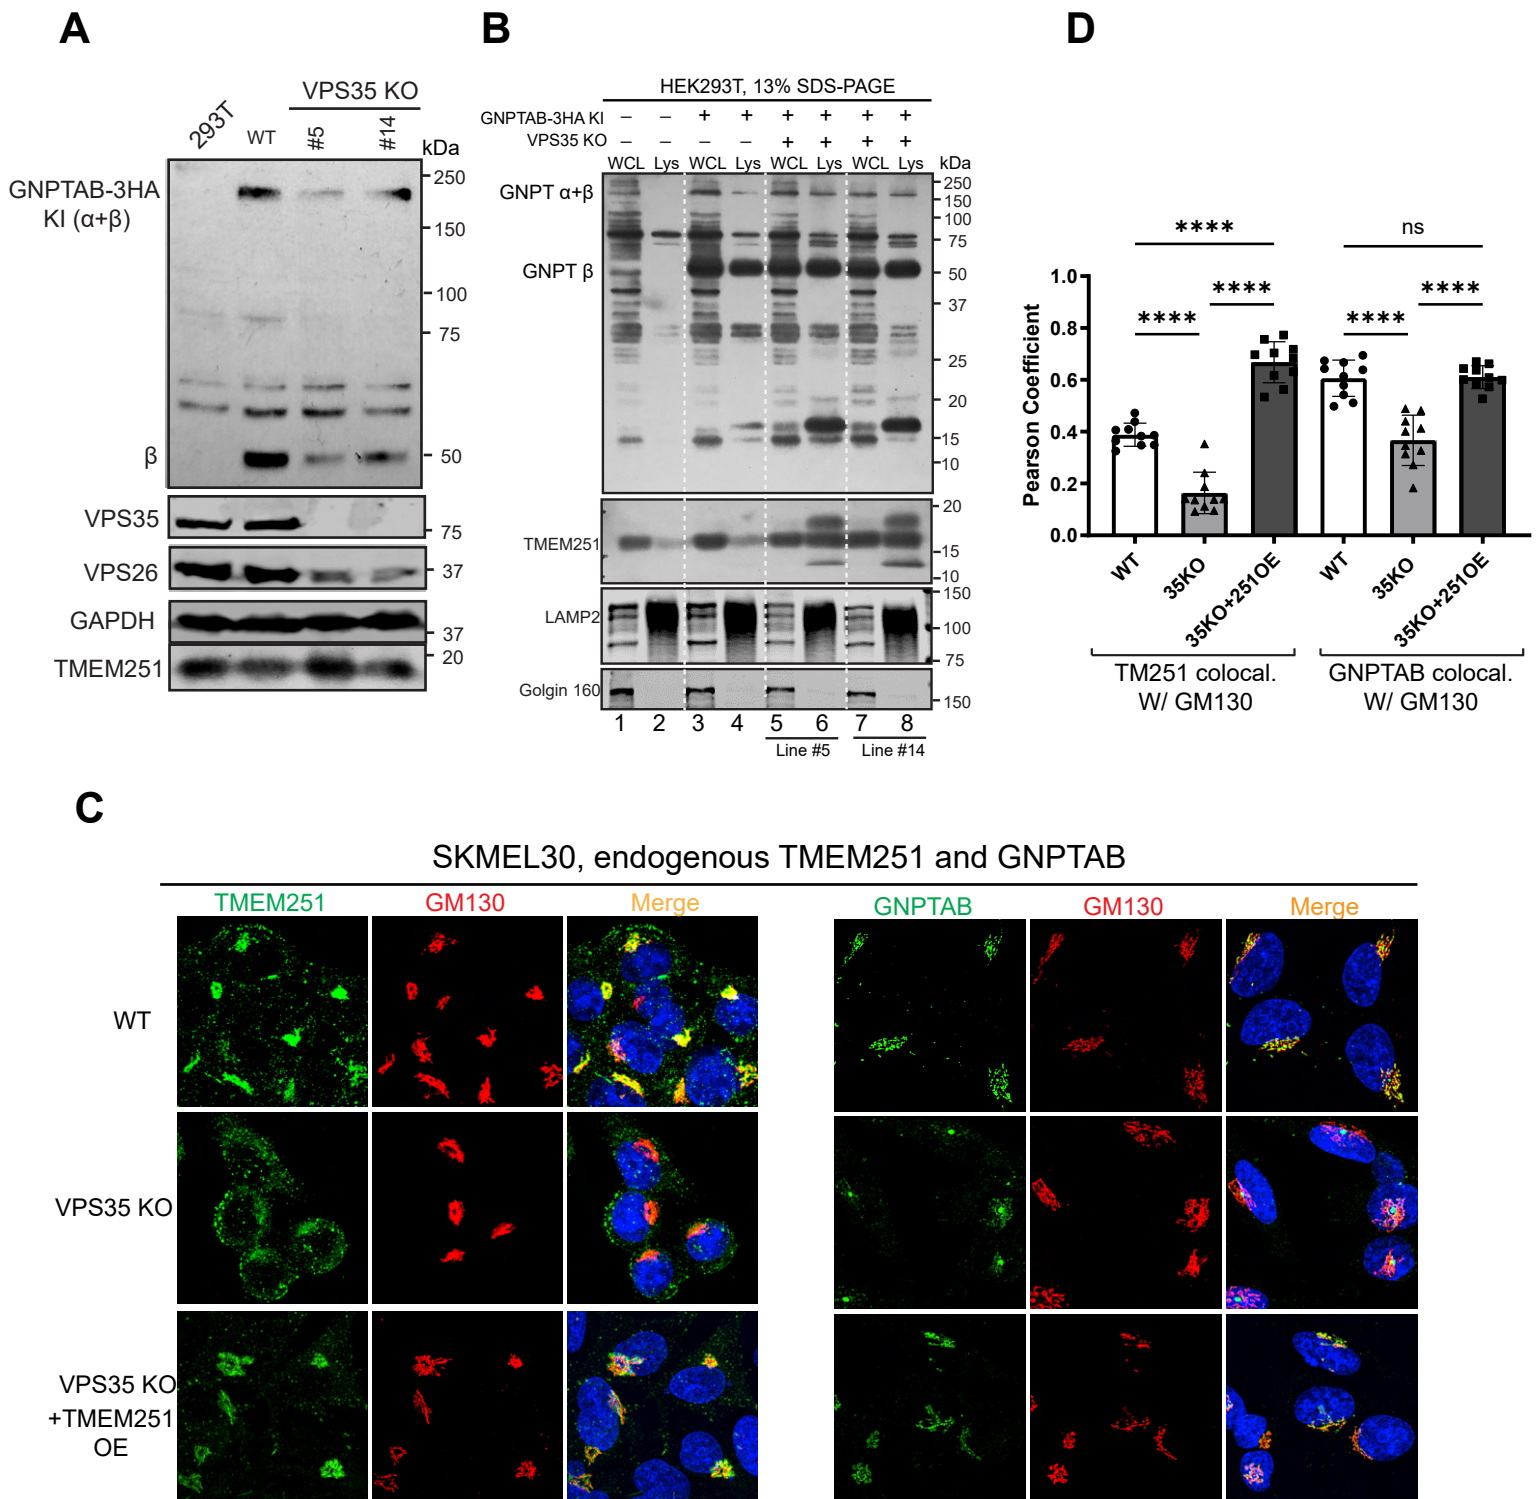 A
VPS35 KO
293T
WT
#5
#14
kDa
GNPTAB-3HA
KI (α+β)
250
150
100
75
β
50
VPS35
75
VPS26
37
GAPDH
37
TMEM251
20
B
HEK293T, 13% SDS-PAGE
GNPTAB-3HA KI − − + + + + + +
VPS35 KO − − − − + + + +
WCL Lys WCL Lys WCL Lys WCL Lys kDa
GNPT α+β
GNPT β
250
150
100
75
50
37
25
20
15
10
TMEM251
20
15
10
LAMP2
150
100
75
Golgin 160
150
1 2 3 4 5 6 7 8
Line #5 Line #14
D
**** ns
**** ****
**** ****
Pearson Coefficient
1.0
0.8
0.6
0.4
0.2
0.0
WT
35KO
35KO+251OE
WT
35KO
35KO+251OE
TM251 colocal.
W/ GM130
GNPTAB colocal.
W/ GM130
C
SKMEL30, endogenous TMEM251 and GNPTAB
TMEM251 GM130 Merge GNPTAB GM130 Merge
WT
VPS35 KO
VPS35 KO
+TMEM251
OE